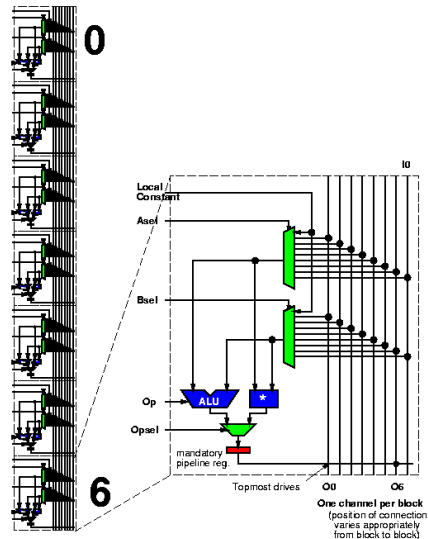 0
I0
Local
Constant
Asel
Bsel
Op
ALU
*
Opsel
mandatory
pipeline reg.
Topmost drives
O0
O6
6
One channel per block
(position of connection
varies appropriately
from block to block)